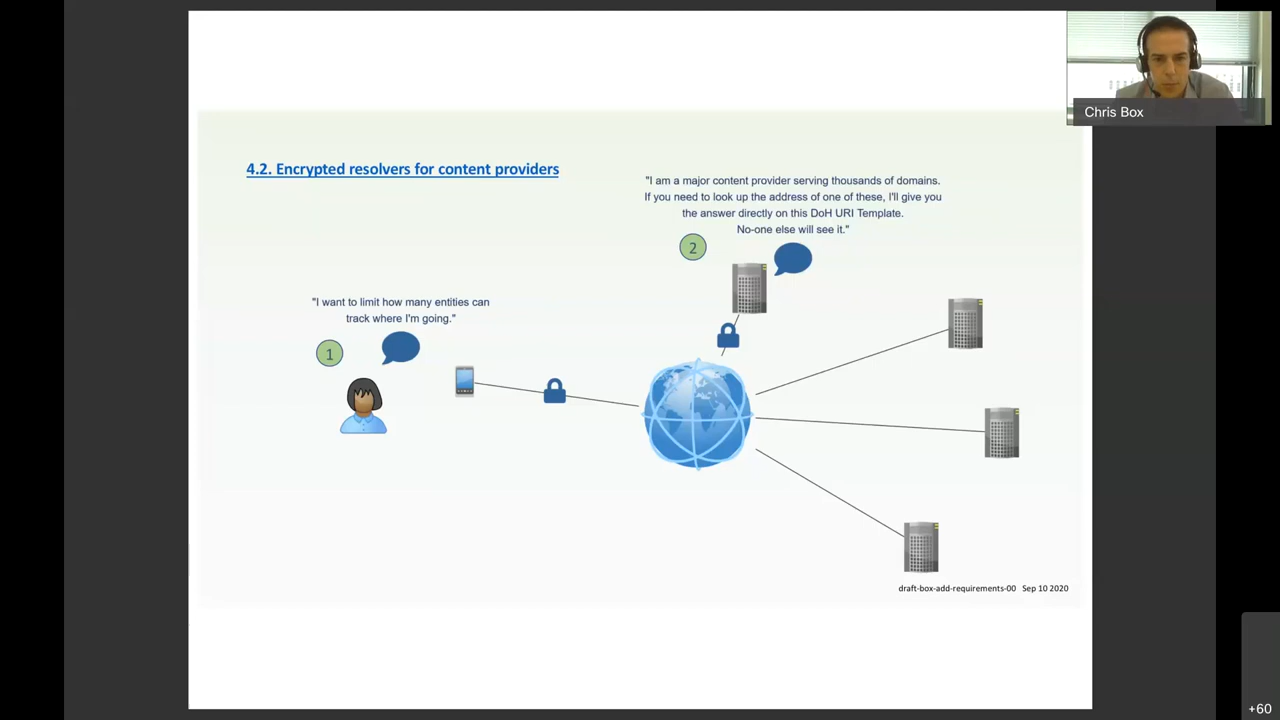 Chris Box
4.2. Encrypted resolvers for content providers
"I am a major content provider serving thousands of domains.
If you need to look up the address of one of these, I'll give you
the answer directly on this DoH URI Template.
No-one else will see it."
2
"I want to limit how many entities can
track where I'm going."
1
draft-box-add-requirements-00 Sep 10 2020
+60